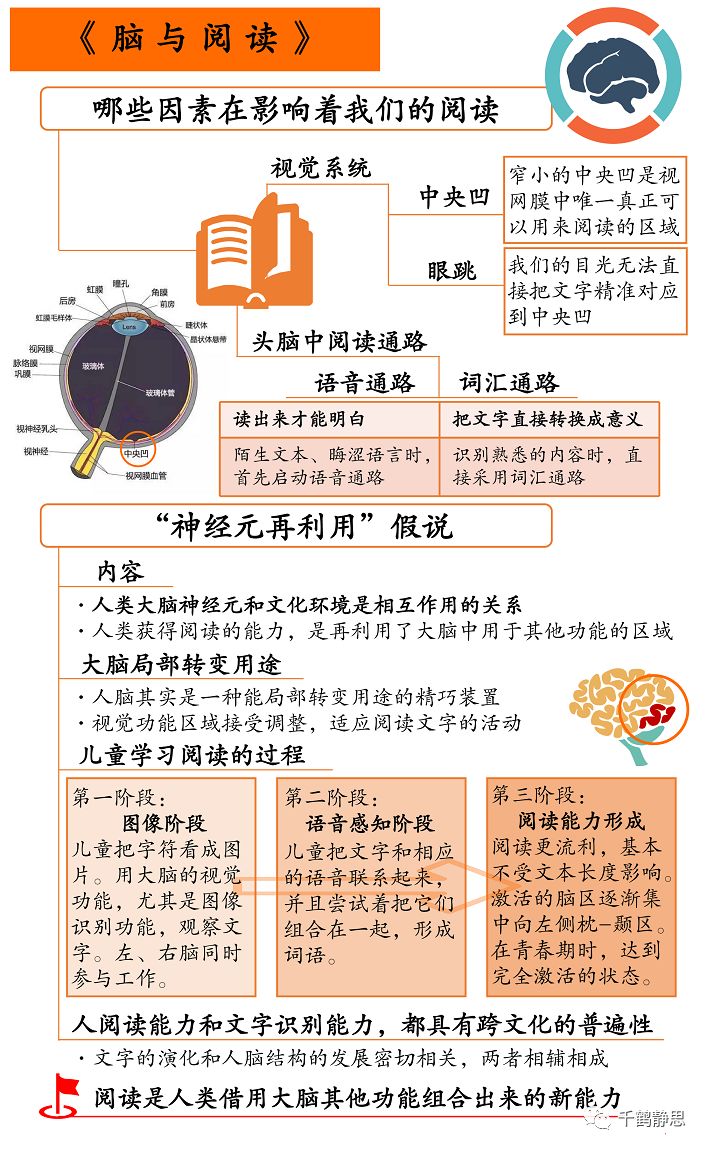 《脑与阅读》
哪些因素在影响着我们的阅读
视觉系统
中央凹
窄小的中央凹是视
网膜中唯一真正可
以用来阅读的区域
眼跳
我们的目光无法直
接把文字精准对应
到中央凹
瞳孔
虹膜
角膜
后房
前房
虹膜毛样体
Lens
睫状体
晶状体悬带
视网膜
脉络膜
巩膜
玻璃体
玻璃体管
视神经乳头
视神经
中央凹
视网膜血管
头脑中阅读通路
语音通路
词汇通路
读出来才能明白
把文字直接转换成意义
陌生文本、晦涩语言时，
首先启动语音通路
识别熟悉的内容时，直
接采用词汇通路
“神经元再利用”假说
内容
·人类大脑神经元和文化环境是相互作用的关系
·人类获得阅读的能力，是再利用了大脑中用于其他功能的区域
大脑局部转变用途
·人脑其实是一种能局部转变用途的精巧装置
·视觉功能区域接受调整，适应阅读文字的活动
儿童学习阅读的过程
第一阶段：
图像阶段
儿童把字符看成图
片。用大脑的视觉
功能，尤其是图像
识别功能，观察文
字。左、右脑同时
参与工作。
第二阶段：
语音感知阶段
儿童把文字和相应
的语音联系起来，
并且尝试着把它们
组合在一起，形成
词语。
第三阶段：
阅读能力形成
阅读更流利，基本
不受文本长度影响。
激活的脑区逐渐集
中向左侧枕-颞区。
在青春期时，达到
完全激活的状态。
人阅读能力和文字识别能力，都具有跨文化的普遍性
·文字的演化和人脑结构的发展密切相关，两者相辅相成
阅读是人类借用大脑其他功能组合出来的新能力
千鹤静思